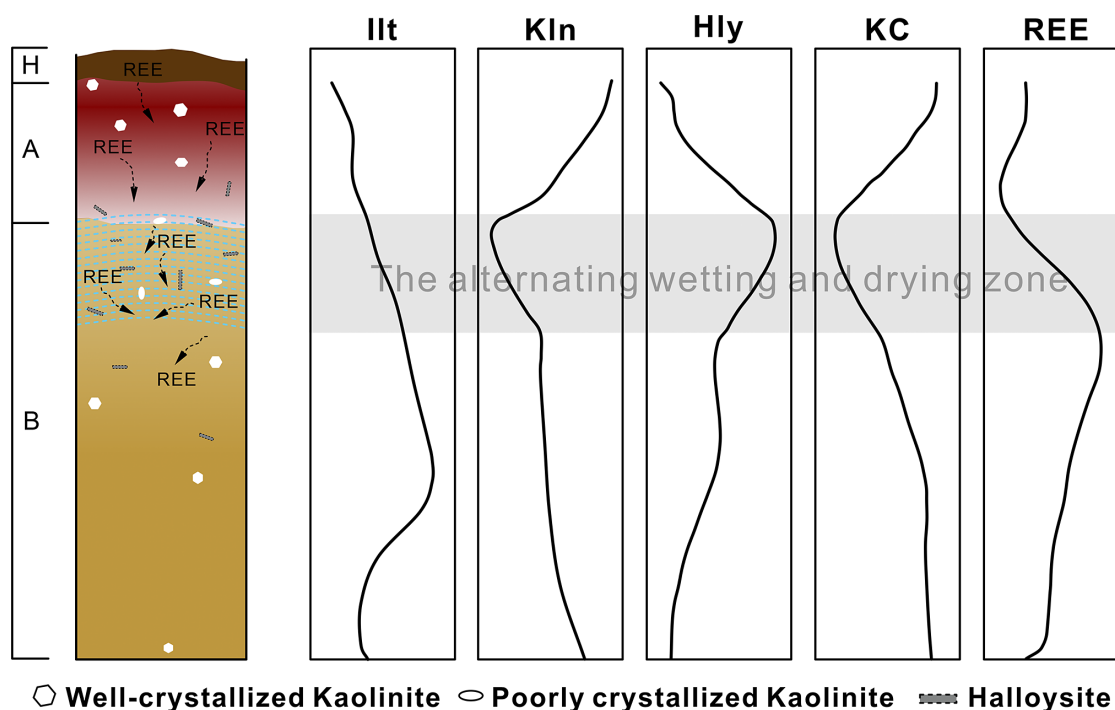 Ilt Kln Hly KC REE
H
A
B
REE
REE
REE
REE
REE
REE
REE
The alternating wetting and drying zone
Well-crystallized Kaolinite Poorly crystallized Kaolinite Halloysite